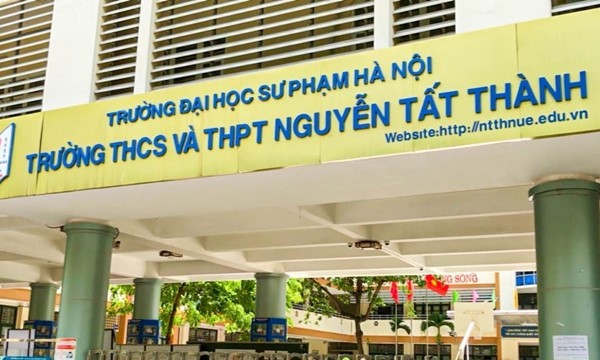 TRƯỜNG ĐẠI HỌC SƯ PHẠM HÀ NỘI
TRƯỜNG THCS VÀ THPT NGUYỄN TẤT THÀNH
Website:http://ntthnue.edu.vn